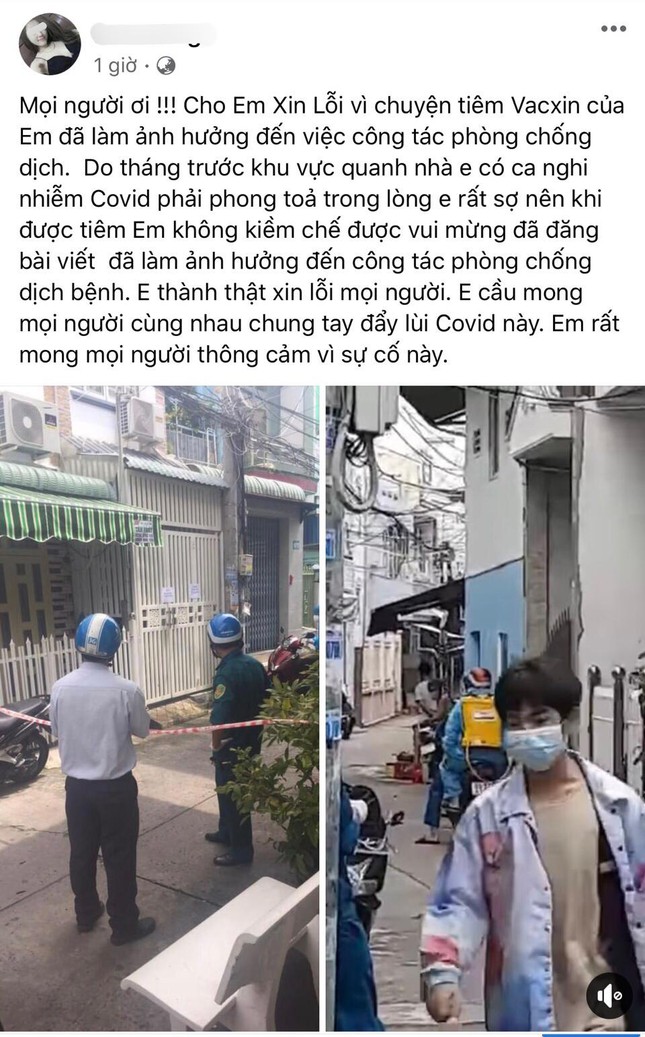 1 giờ ·
Mọi người ơi !!! Cho Em Xin Lỗi vì chuyện tiêm Vacxin của
Em đã làm ảnh hưởng đến việc công tác phòng chống
dịch.  Do tháng trước khu vực quanh nhà e có ca nghi
nhiễm Covid phải phong toả trong lòng e rất sợ nên khi
được tiêm Em không kiềm chế được vui mừng đã đăng
bài viết  đã làm ảnh hưởng đến công tác phòng chống
dịch bệnh. E thành thật xin lỗi mọi người. E cầu mong
mọi người cùng nhau chung tay đẩy lùi Covid này. Em rất
mong mọi người thông cảm vì sự cố này.